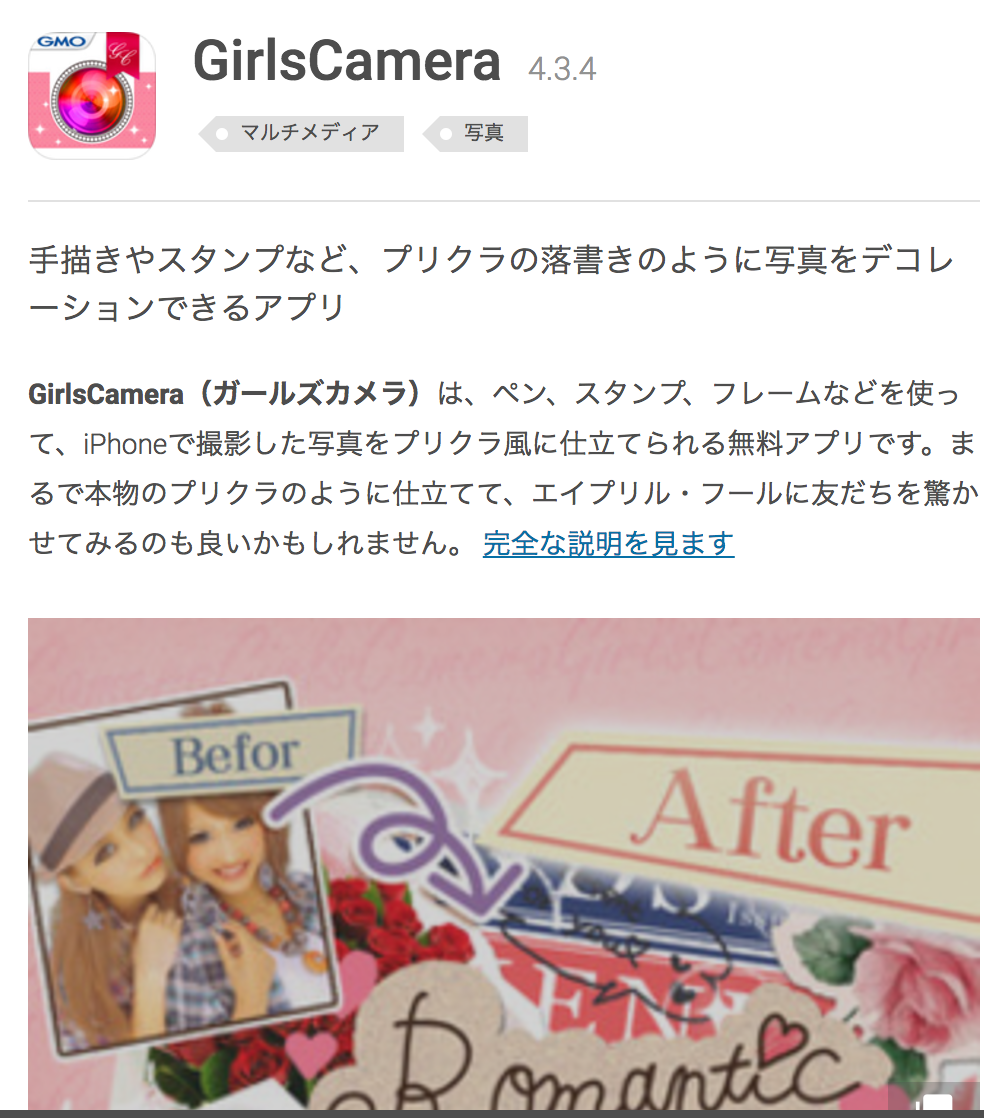 GMO
GC
GirlsCamera 4.3.4
マルチメディア 写真
手描きやスタンプなど、プリクラの落書きのように写真をデコレ
ーションできるアプリ
GirlsCamera（ガールズカメラ）は、ペン、スタンプ、フレームなどを使っ
て、iPhoneで撮影した写真をプリクラ風に仕立てられる無料アプリです。ま
るで本物のプリクラのように仕立てて、エイプリル・フールに友だちを驚か
せてみるのも良いかもしれません。 完全な説明を見ます
Befor
After
Romantic